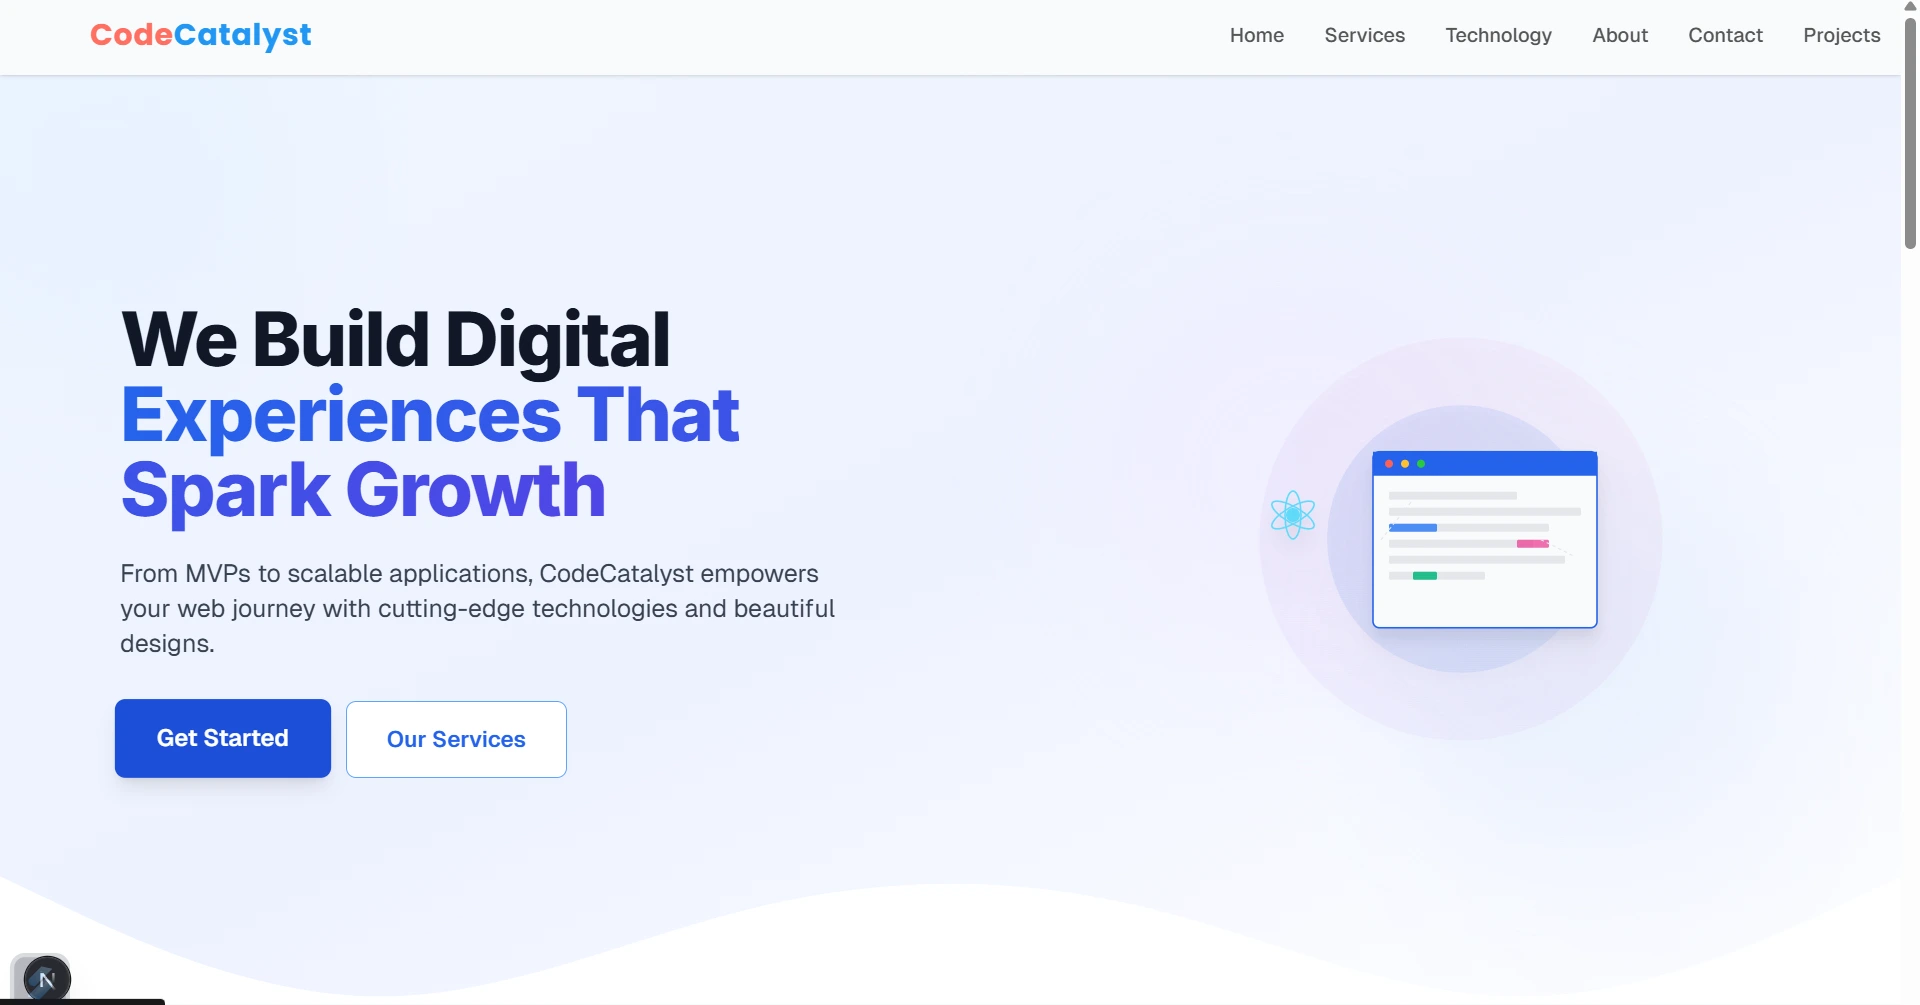 CodeCatalyst
Home Services Technology About Contact Projects
We Build Digital
Experiences That
Spark Growth
From MVPs to scalable applications, CodeCatalyst empowers
your web journey with cutting-edge technologies and beautiful
designs.
Get Started
Our Services
N